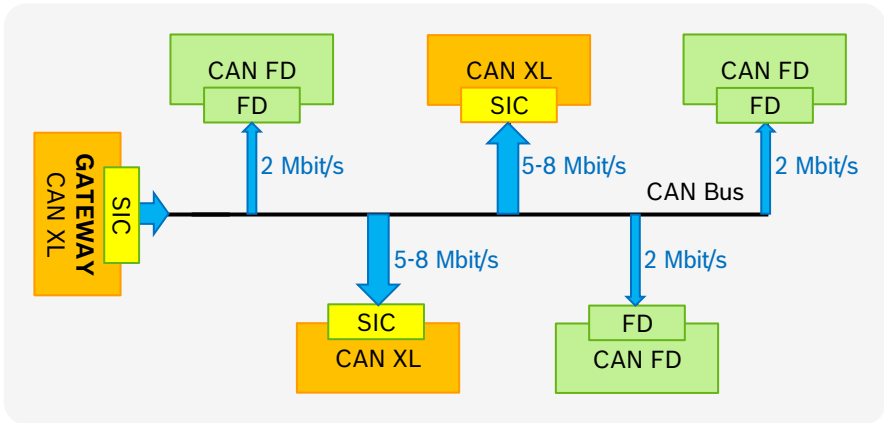 CAN FD
FD
2 Mbit/s
CAN XL
SIC
5-8 Mbit/s
CAN FD
FD
2 Mbit/s
GATEWAY
CAN XL
SIC
CAN Bus
5-8 Mbit/s
SIC
CAN XL
2 Mbit/s
FD
CAN FD